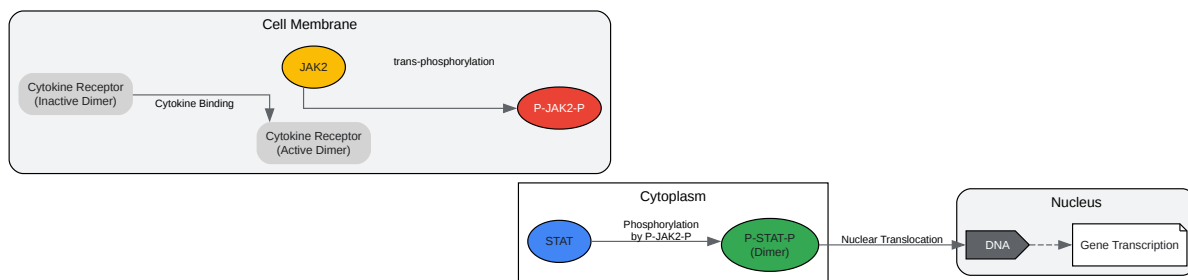 Cell Membrane
JAK2
trans-phosphorylation
Cytokine Receptor
(Inactive Dimer)
Cytokine Binding
P-JAK2-P
Cytokine Receptor
(Active Dimer)
Cytoplasm
STAT
Phosphorylation
by P-JAK2-P
P-STAT-P
(Dimer)
Nuclear Translocation
Nucleus
DNA
Gene Transcription